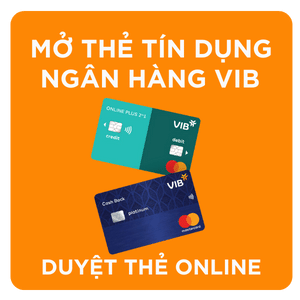 MỞ THẺ TÍN DỤNG
NGÂN HÀNG VIB
ONLINE PLUS 2in1
VIB
credit
debit
Cash Back
VIB
platinum
mastercard
DUYỆT THẺ ONLINE